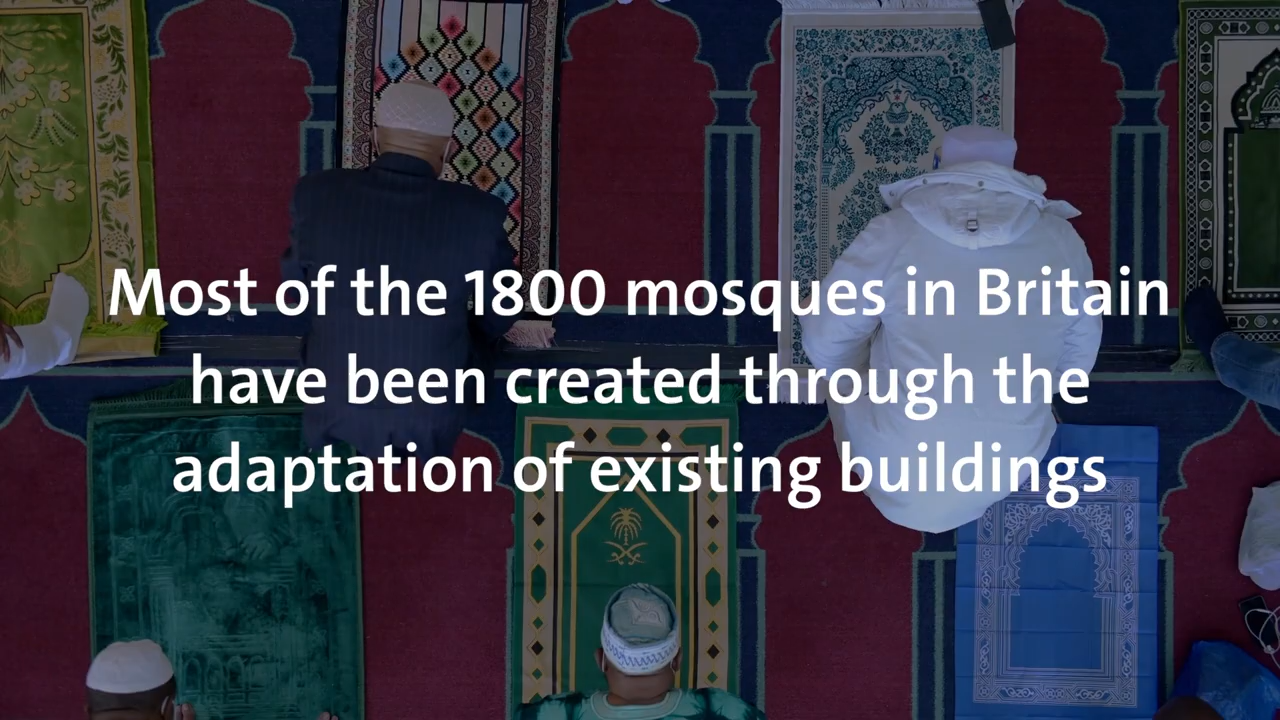 Most of the 1800 mosques in Britain
have been created through the
adaptation of existing buildings